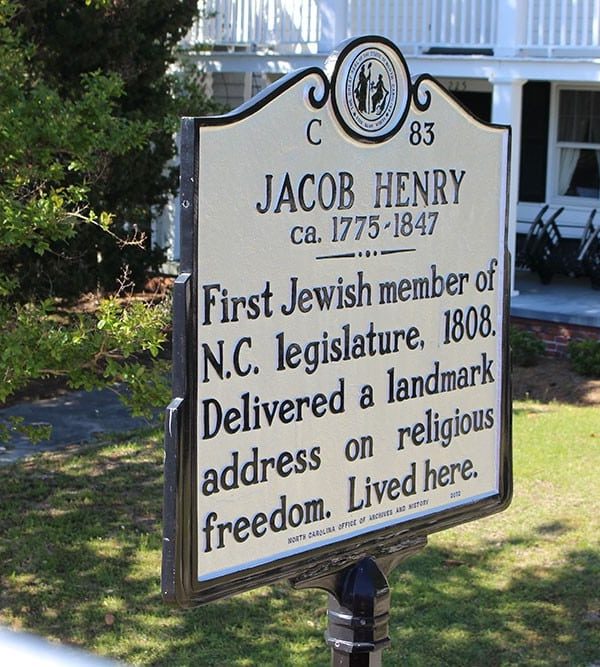 C 83
JACOB HENRY
ca. 1775-1847
First Jewish member of
N.C. legislature, 1808.
Delivered a landmark
address on religious
freedom. Lived here.
NORTH CAROLINA OFFICE OF ARCHIVES AND HISTORY